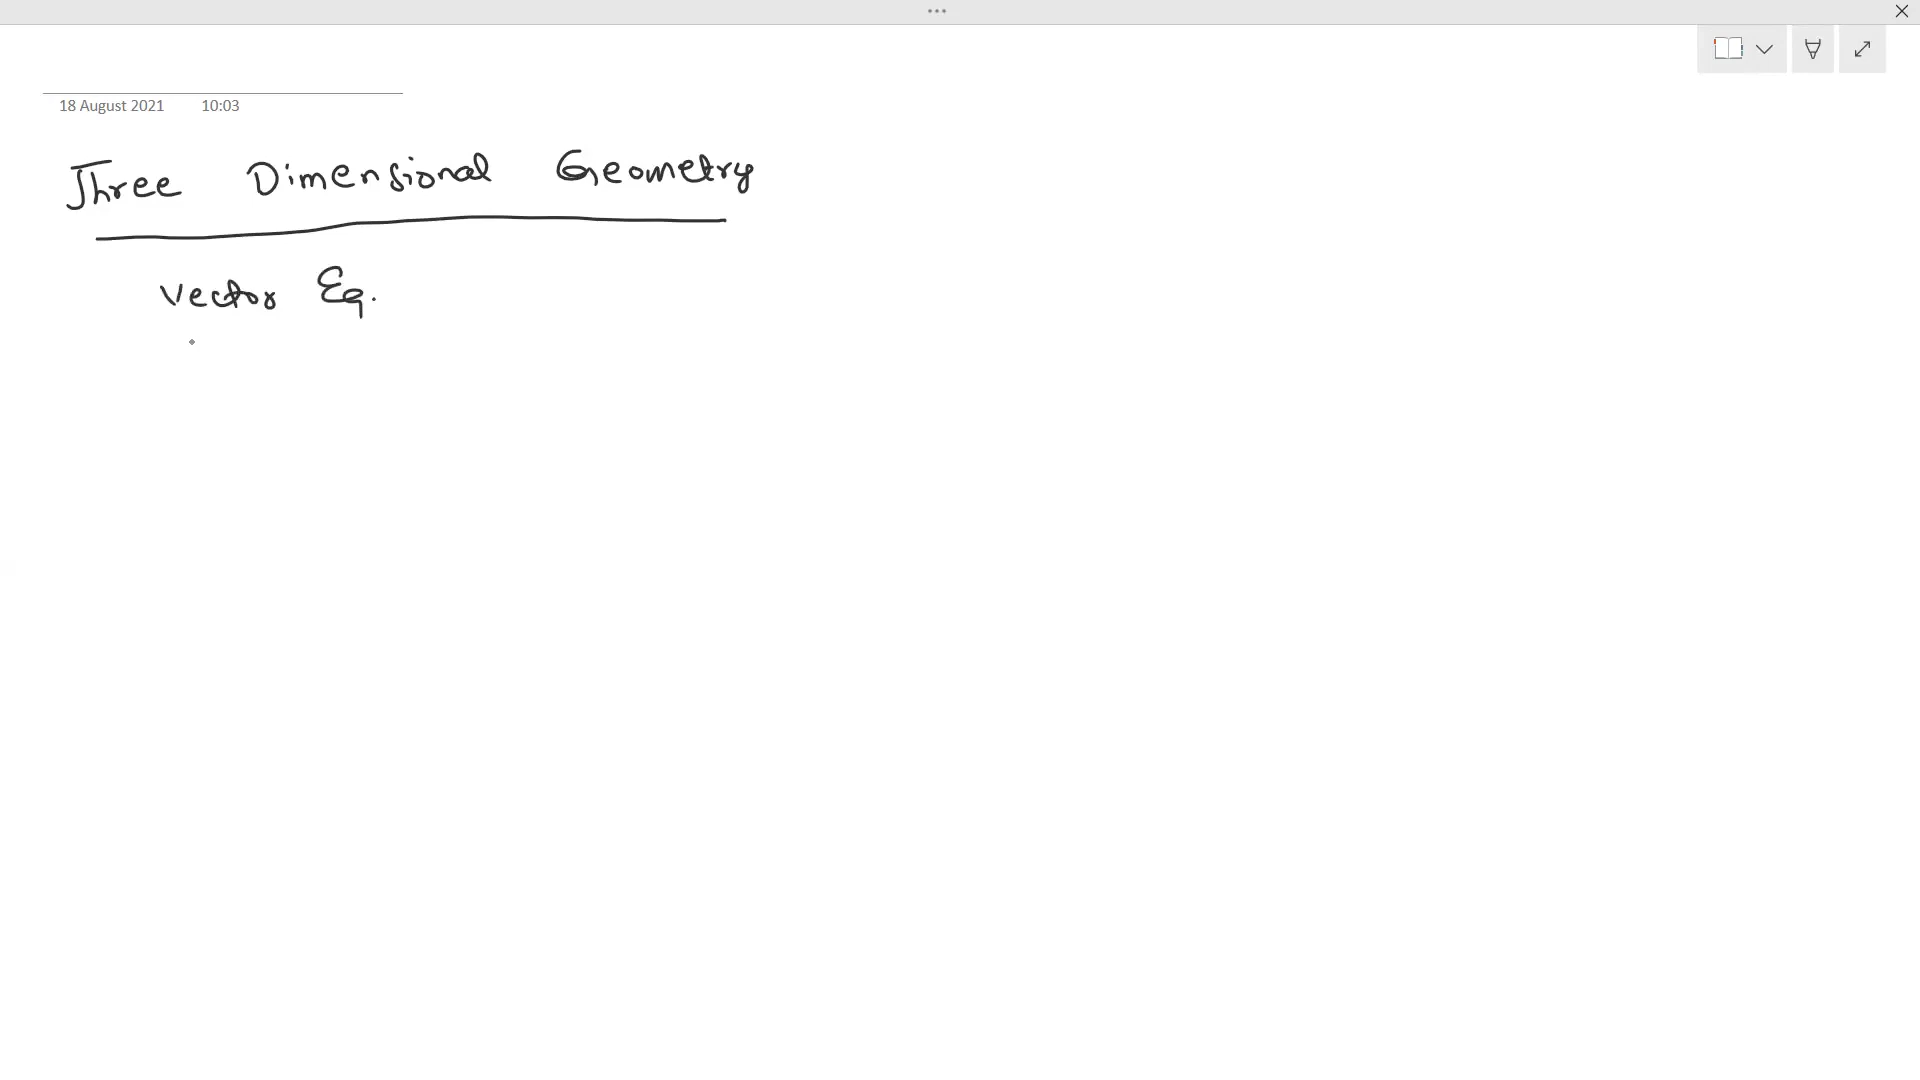 18 August 2021 10:03
Three Dimensional Geometry
Vector Eq.